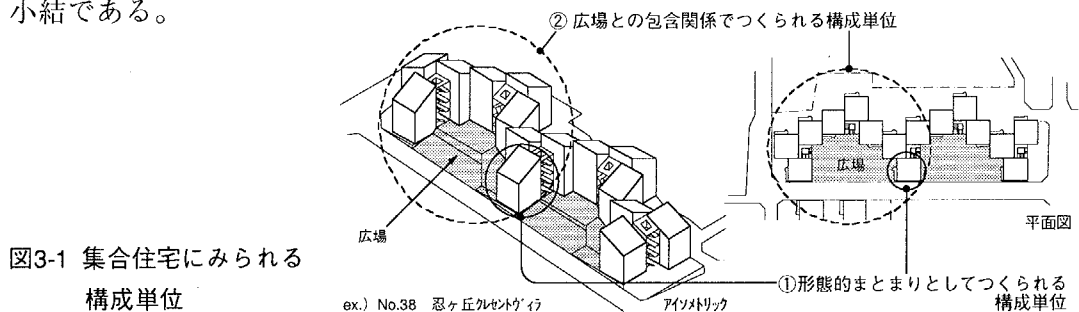 小結である。
② 広場との包含関係でつくられる構成単位
広場
広場
平面図
図3-1 集合住宅にみられる
構成単位
①形態的まとまりとしてつくられる
構成単位
ex.) No.38 忍ヶ丘クレセントヴィラ
アイソメトリック